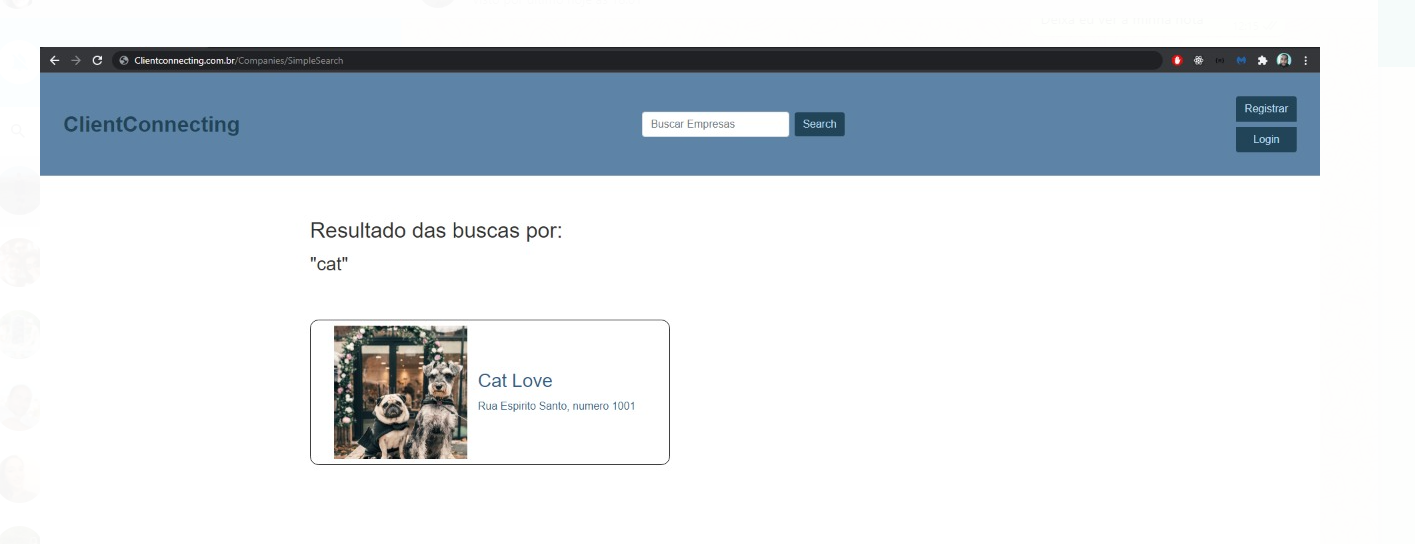 Clientconnecting.com.br/Companies/SimpleSearch
ClientConnecting
Buscar Empresas
Search
Registrar
Login
Resultado das buscas por:
"cat"
Cat Love
Rua Espirito Santo, numero 1001